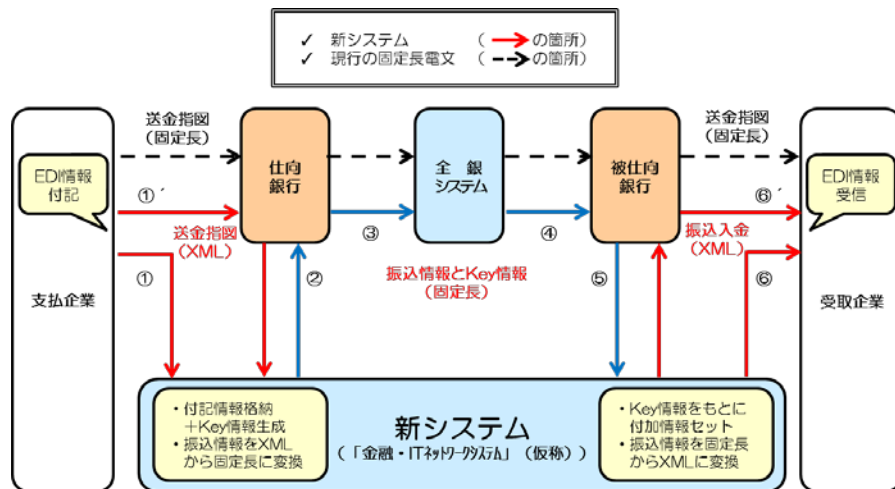 ✓ 新システム （ → の箇所）
✓ 現行の固定長電文 （ --→ の箇所）
送金指図
（固定長）
送金指図
（固定長）
仕向
銀行
全 銀
システム
被仕向
銀行
EDI情報
付記
EDI情報
受信
①´
⑥´
③
④
送金指図
（XML）
振込入金
（XML）
①
②
振込情報とKey情報
（固定長）
⑤
⑥
支払企業
受取企業
・付記情報格納
＋Key情報生成
・振込情報をXML
から固定長に変換
新システム
（「金融・ITネットワークシステム」（仮称））
・Key情報をもとに
付加情報セット
・振込情報を固定長
からXMLに変換